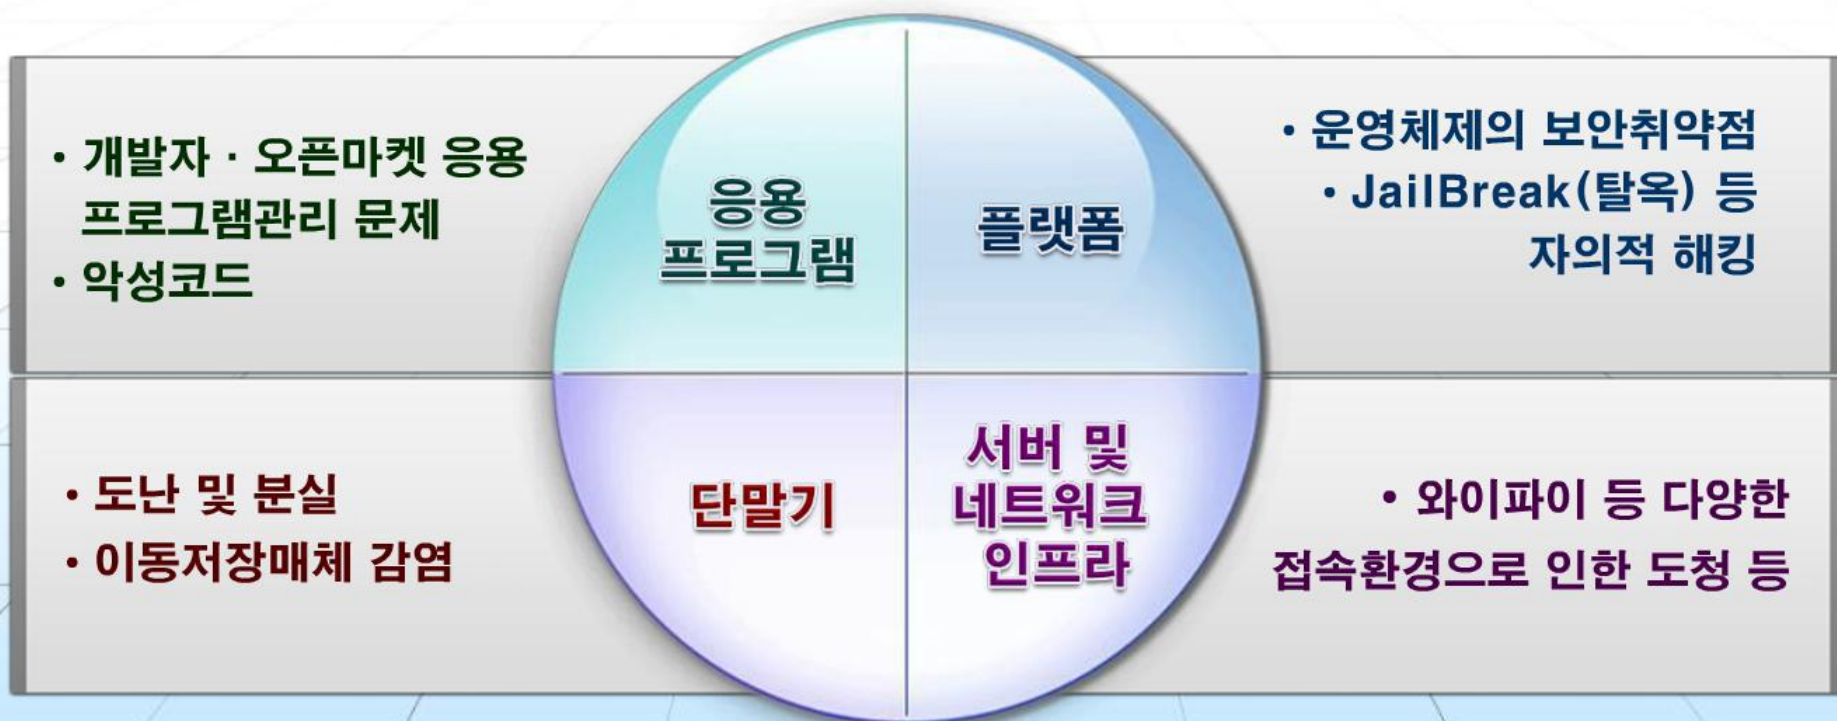 • 개발자 · 오픈마켓 응용
프로그램관리 문제
• 악성코드
응용
프로그램
플랫폼
• 운영체제의 보안취약점
• JailBreak(탈옥) 등
자의적 해킹
• 도난 및 분실
• 이동저장매체 감염
단말기
서버 및
네트워크
인프라
• 와이파이 등 다양한
접속환경으로 인한 도청 등